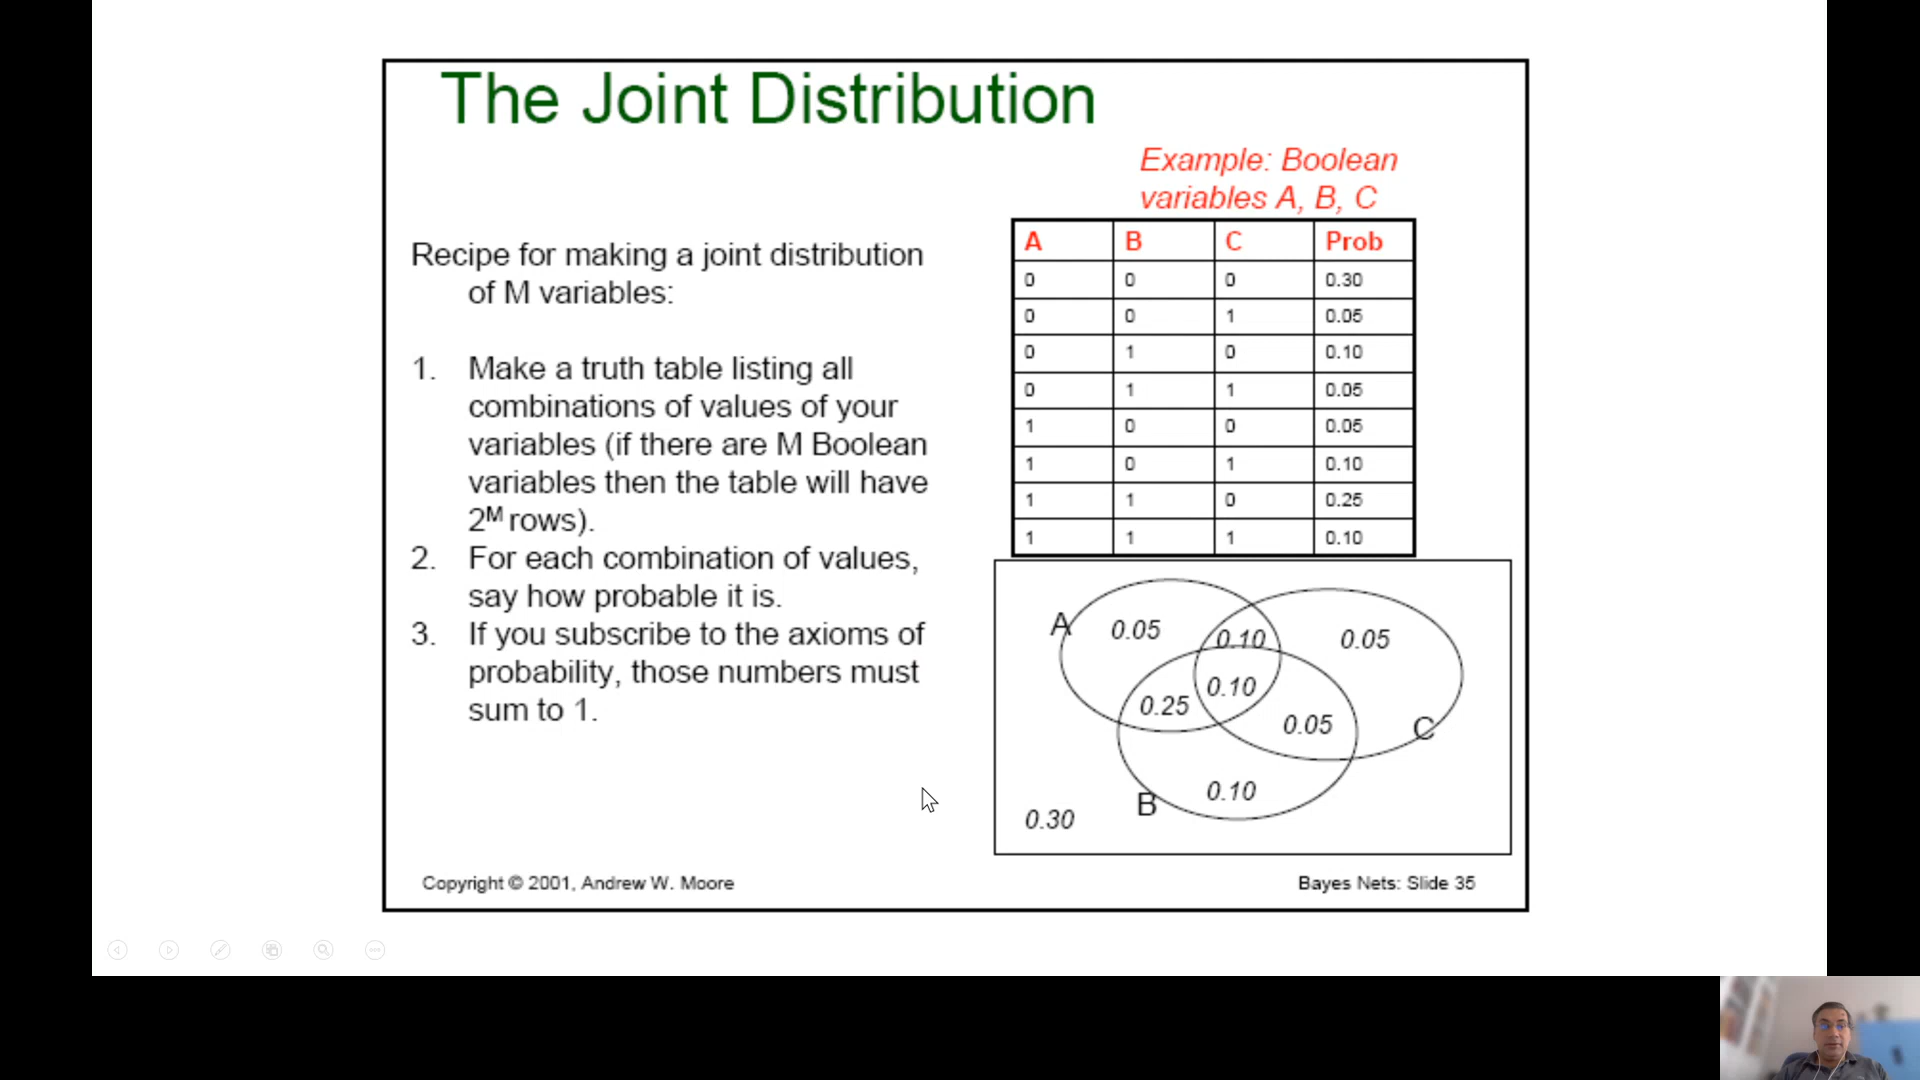 The Joint Distribution
Example: Boolean
variables A, B, C
Recipe for making a joint distribution
of M variables:
1. Make a truth table listing all
combinations of values of your
variables (if there are M Boolean
variables then the table will have
2ᴹ rows).
2. For each combination of values,
say how probable it is.
3. If you subscribe to the axioms of
probability, those numbers must
sum to 1.
A B C Prob
0 0 0 0.30
0 0 1 0.05
0 1 0 0.10
0 1 1 0.05
1 0 0 0.05
1 0 1 0.10
1 1 0 0.25
1 1 1 0.10
A 0.05 0.10 0.05
0.25 0.10 0.05 C
B 0.10
0.30
Copyright © 2001, Andrew W. Moore
Bayes Nets: Slide 35